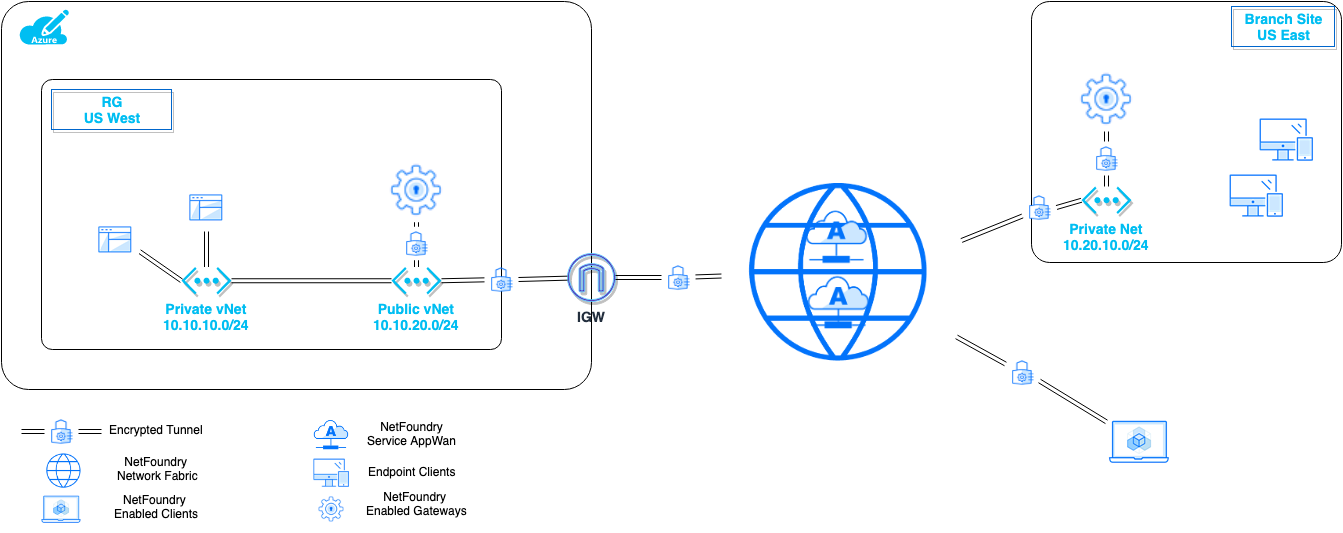 Azure
RG
US West
Private vNet
10.10.10.0/24
Public vNet
10.10.20.0/24
IGW
A
A
Branch Site
US East
Private Net
10.20.10.0/24
Encrypted Tunnel
NetFoundry
Network Fabric
NetFoundry
Enabled Clients
A
NetFoundry
Service AppWan
Endpoint Clients
NetFoundry
Enabled Gateways